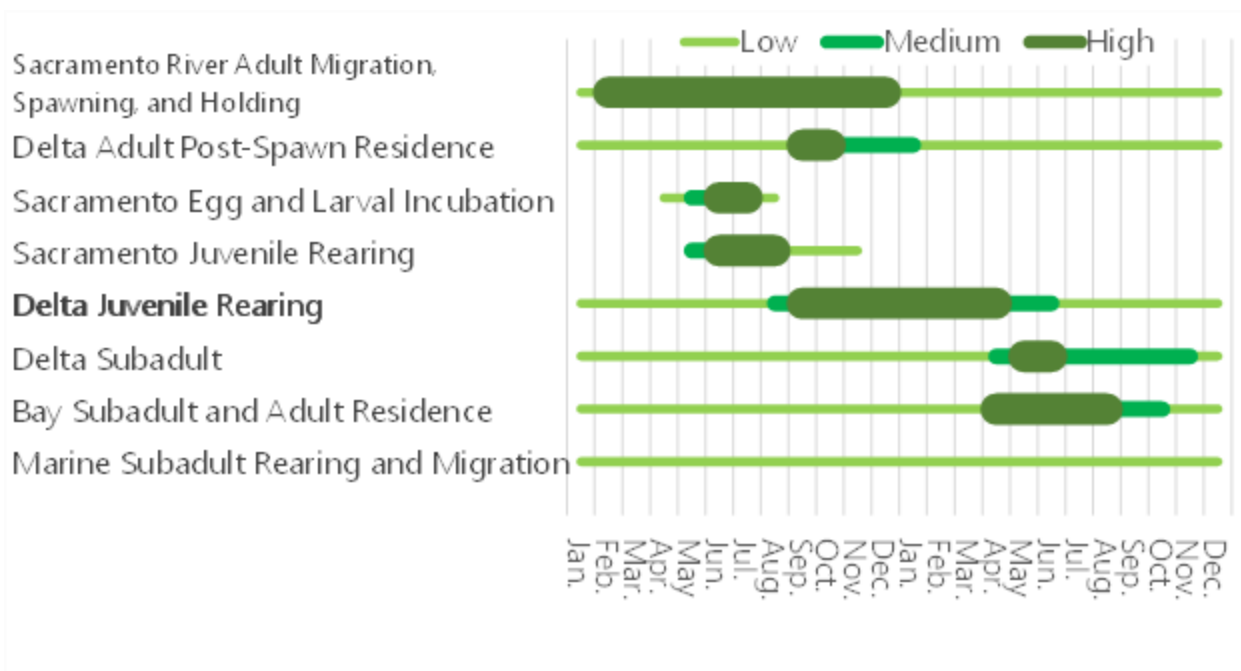 Low Medium High
Sacramento River Adult Migration,
Spawning, and Holding
Delta Adult Post-Spawn Residence
Sacramento Egg and Larval Incubation
Sacramento Juvenile Rearing
Delta Juvenile Rearing
Delta Subadult
Bay Subadult and Adult Residence
Marine Subadult Rearing and Migration
Jan.
Feb.
Mar.
Apr.
May
Jun.
Jul.
Aug.
Sep.
Oct.
Nov.
Dec.
Jan.
Feb.
Mar.
Apr.
May
Jun.
Jul.
Aug.
Sep.
Oct.
Nov.
Dec.